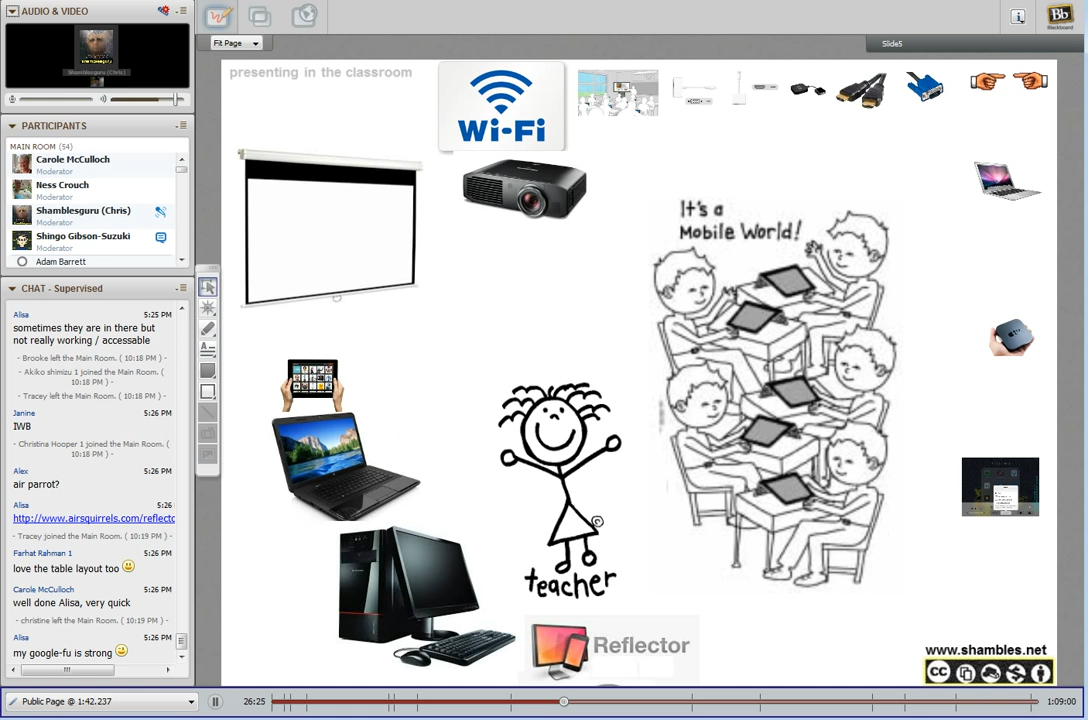 AUDIO & VIDEO
Shamblesguru (Chris)
PARTICIPANTS
MAIN ROOM (54)
Carole McCulloch
Moderator
Ness Crouch
Moderator
Shamblesguru (Chris)
Moderator
Shingo Gibson-Suzuki
Moderator
Adam Barrett
CHAT - Supervised
Alisa 5:25 PM
sometimes they are in there but
not really working / accessable
- Brooke left the Main Room. ( 10:18 PM ) -
- Akiko shimizu 1 joined the Main Room. (
10:18 PM ) -
- Tracey left the Main Room. ( 10:18 PM ) -
Janine 5:26 PM
IWB
- Christina Hooper 1 joined the Main Room. (
10:18 PM ) -
Alex 5:26 PM
air parrot?
Alisa 5:26
http://www.airsquirrels.com/reflecto
- Tracey joined the Main Room. ( 10:19 PM ) -
Farhat Rahman 1 5:26 PM
love the table layout too
Carole McCulloch 5:26 PM
well done Alisa, very quick
- christine left the Main Room. ( 10:19 PM ) -
Alisa 5:26 PM
my google-fu is strong
Public Page @ 1:42.237
Fit Page
Slide5
Bb
Blackboard
presenting in the classroom
Wi-Fi
It's a
Mobile World!
teacher
Reflector
www.shambles.net
cc
26:25
1:09:00